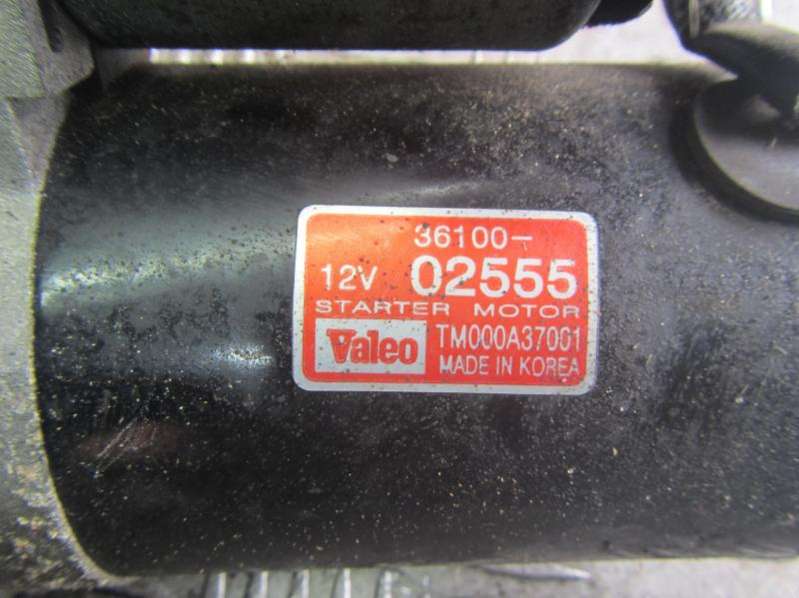 36100-
12V 02555
STARTER MOTOR
Valeo TM000A37001
MADE IN KOREA